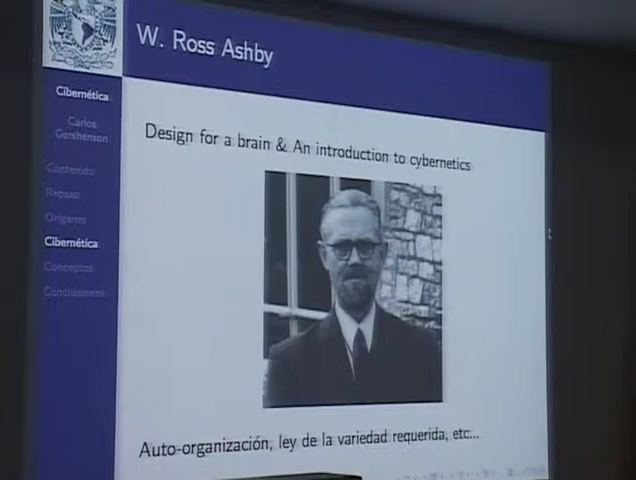 W. Ross Ashby
Cibernética
Carlos
Gershenson
Contenido
Repaso
Orígenes
Cibernética
Conceptos
Conclusiones
Design for a brain & An introduction to cybernetics
Auto-organización, ley de la variedad requerida, etc...